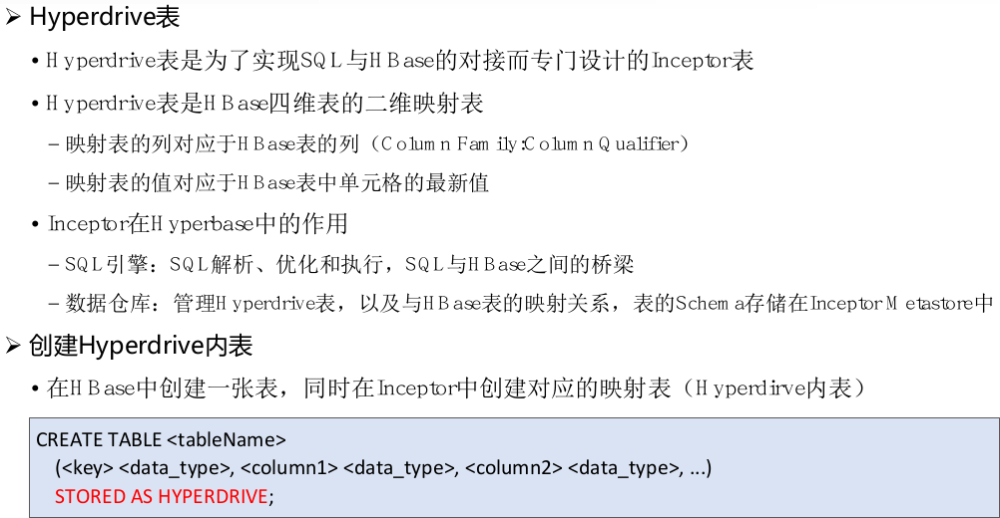 ➢ Hyperdrive表
• Hyperdrive表是为了实现SQL与HBase的对接而专门设计的Inceptor表
• Hyperdrive表是HBase四维表的二维映射表
– 映射表的列对应于HBase表的列（Column Family:Column Qualifier）
– 映射表的值对应于HBase表中单元格的最新值
• Inceptor在Hyperbase中的作用
– SQL引擎：SQL解析、优化和执行，SQL与HBase之间的桥梁
– 数据仓库：管理Hyperdrive表，以及与HBase表的映射关系，表的Schema存储在Inceptor Metastore中
➢ 创建Hyperdrive内表
• 在HBase中创建一张表，同时在Inceptor中创建对应的映射表（Hyperdirve内表）
CREATE TABLE <tableName>
(<key> <data_type>, <column1> <data_type>, <column2> <data_type>, ...)
STORED AS HYPERDRIVE;